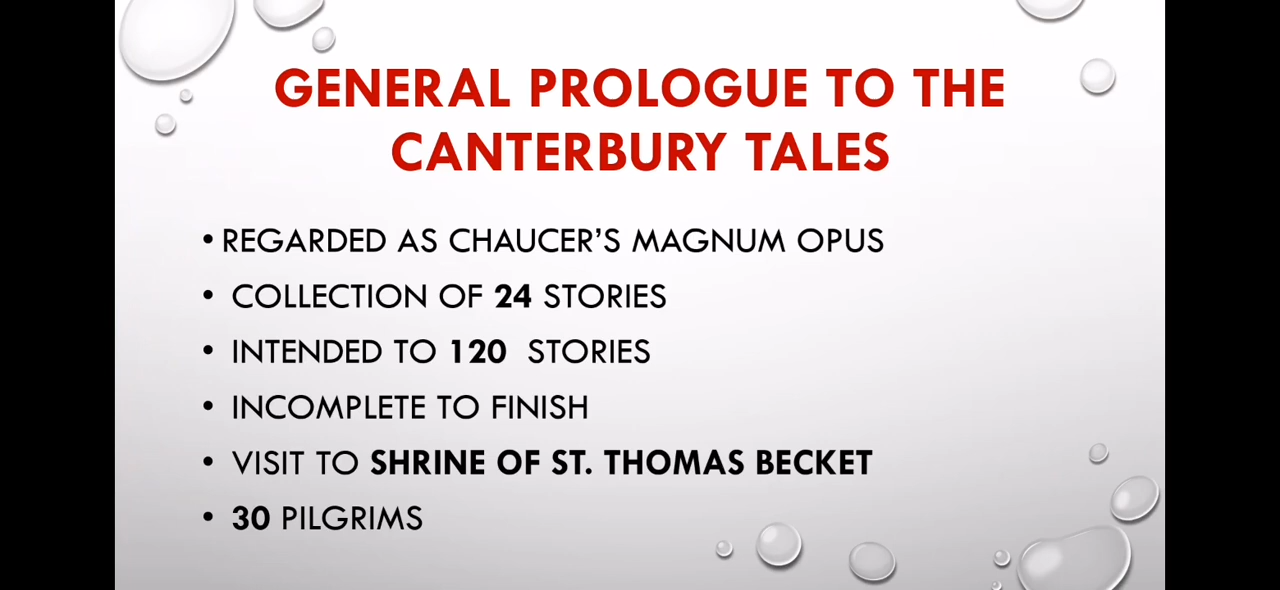 GENERAL PROLOGUE TO THE
CANTERBURY TALES
• REGARDED AS CHAUCER'S MAGNUM OPUS
• COLLECTION OF 24 STORIES
• INTENDED TO 120 STORIES
• INCOMPLETE TO FINISH
• VISIT TO SHRINE OF ST. THOMAS BECKET
• 30 PILGRIMS